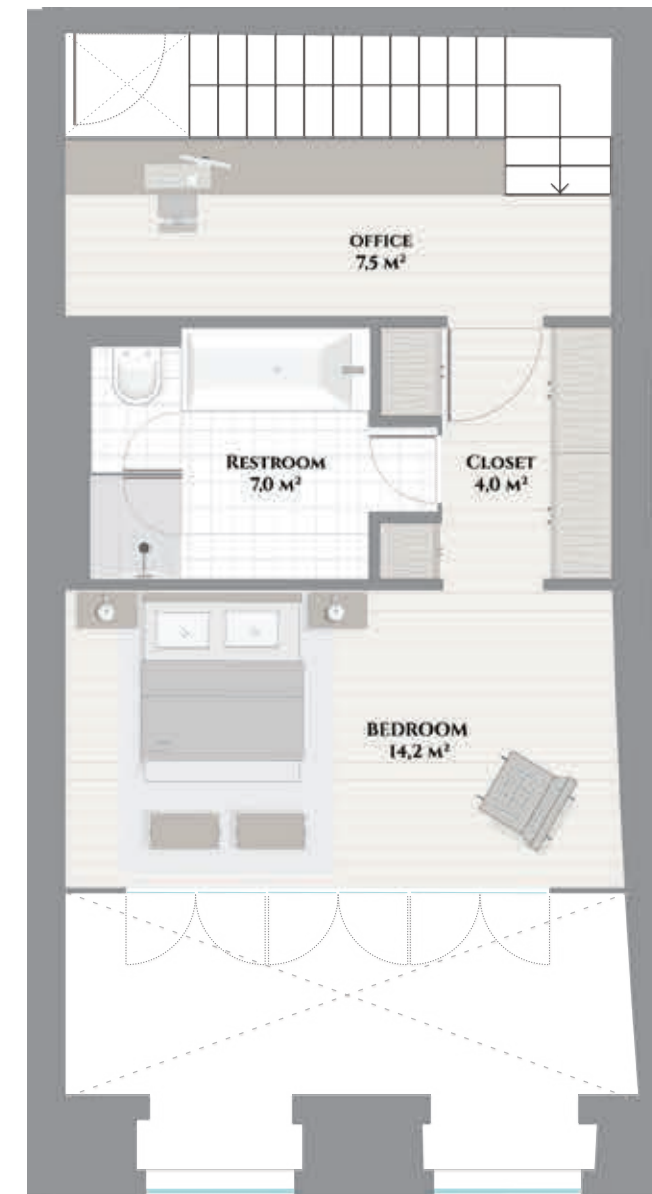 OFFICE
7,5 M²
RESTROOM
7,0 M²
CLOSET
4,0 M²
BEDROOM
14,2 M²